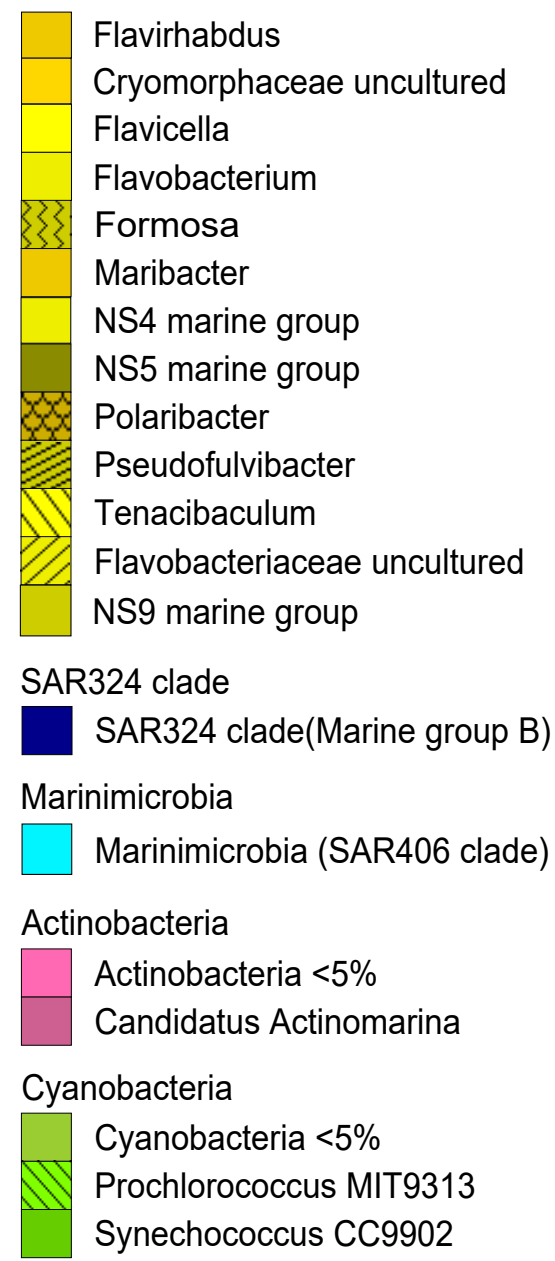 Flavirhabdus
Cryomorphaceae uncultured
Flavicella
Flavobacterium
Formosa
Maribacter
NS4 marine group
NS5 marine group
Polaribacter
Pseudofulvibacter
Tenacibaculum
Flavobacteriaceae uncultured
NS9 marine group
SAR324 clade
SAR324 clade(Marine group B)
Marinimicrobia
Marinimicrobia (SAR406 clade)
Actinobacteria
Actinobacteria <5%
Candidatus Actinomarina
Cyanobacteria
Cyanobacteria <5%
Prochlorococcus MIT9313
Synechococcus CC9902